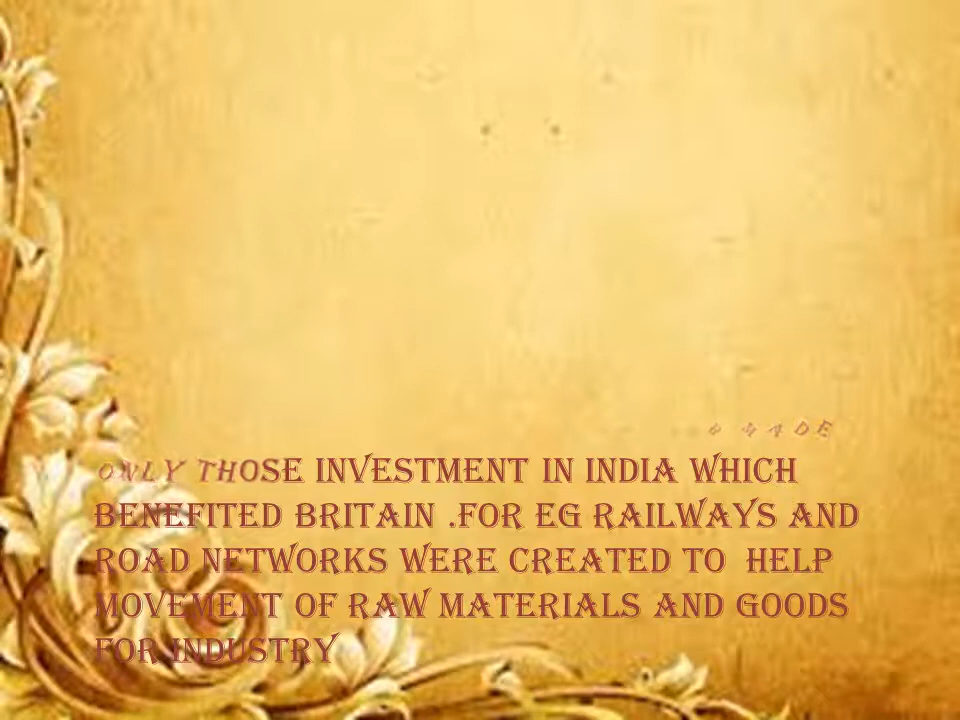 MADE
ONLY THOSE INVESTMENT IN INDIA WHICH
BENEFITED BRITAIN .FOR EG RAILWAYS AND
ROAD NETWORKS WERE CREATED TO HELP
MOVEMENT OF RAW MATERIALS AND GOODS
FOR INDUSTRY